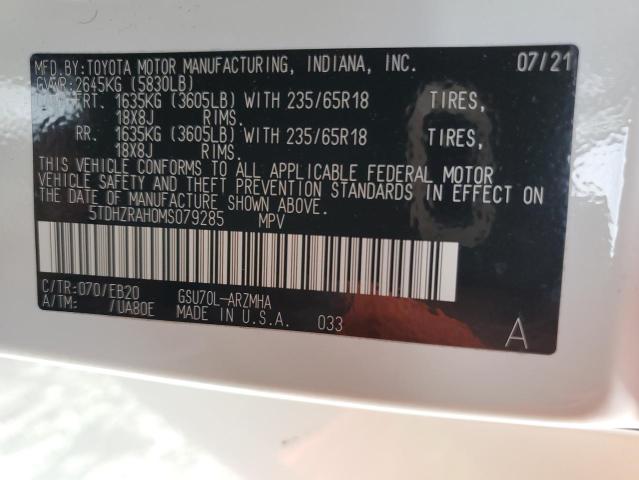 MFD.BY:TOYOTA MOTOR MANUFACTURING, INDIANA, INC. 07/21
GVWR:2645KG (5830LB)
FRT. 1635KG (3605LB) WITH 235/65R18 TIRES,
18X8J RIMS.
RR. 1635KG (3605LB) WITH 235/65R18 TIRES,
18X8J RIMS.
THIS VEHICLE CONFORMS TO ALL APPLICABLE FEDERAL MOTOR
VEHICLE SAFETY AND THEFT PREVENTION STANDARDS IN EFFECT ON
THE DATE OF MANUFACTURE SHOWN ABOVE.
5TDHZRAH0MS079285 MPV
C/TR:070/EB20 GSU70L-ARZMHA
A/TM: /UA80E MADE IN U.S.A. 033 A